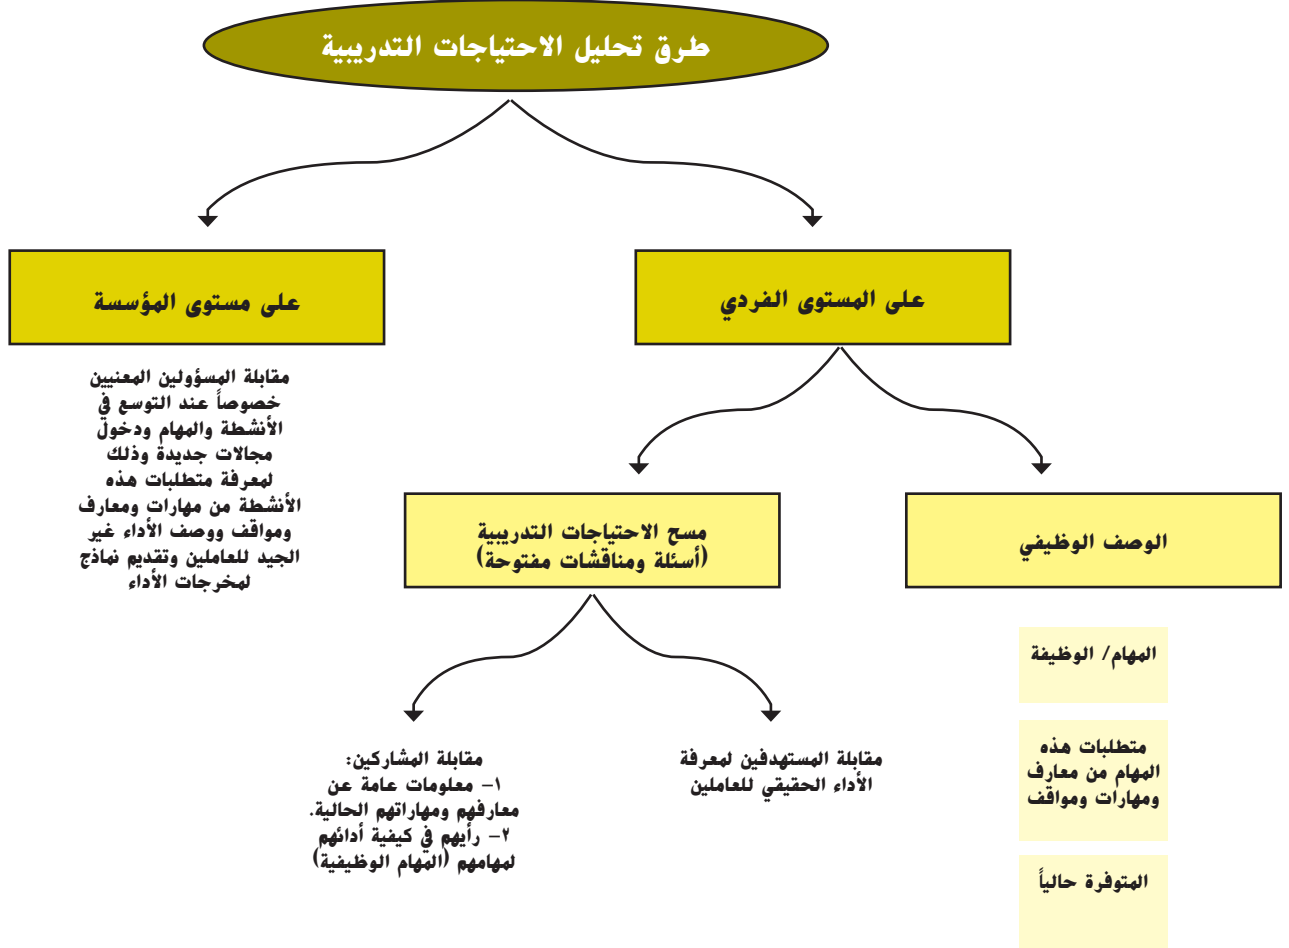 طرق تحليل الاحتياجات التدريبية
على المستوى الفردي
على مستوى المؤسسة
مقابلة المسؤولين المعنيين
خصوصاً عند التوسع في
الأنشطة والمهام ودخول
مجالات جديدة وذلك
لمعرفة متطلبات هذه
الأنشطة من مهارات ومعارف
ومواقف ووصف الأداء غير
الجيد للعاملين وتقديم نماذج
لمخرجات الأداء
الوصف الوظيفي
مسح الاحتياجات التدريبية
(أسئلة ومناقشات مفتوحة)
المهام/ الوظيفة
متطلبات هذه
المهام من معارف
ومهارات ومواقف
المتوفرة حالياً
مقابلة المستهدفين لمعرفة
الأداء الحقيقي للعاملين
مقابلة المشاركين:
١- معلومات عامة عن
معارفهم ومهاراتهم الحالية.
٢- رأيهم في كيفية أدائهم
لمهامهم (المهام الوظيفية)